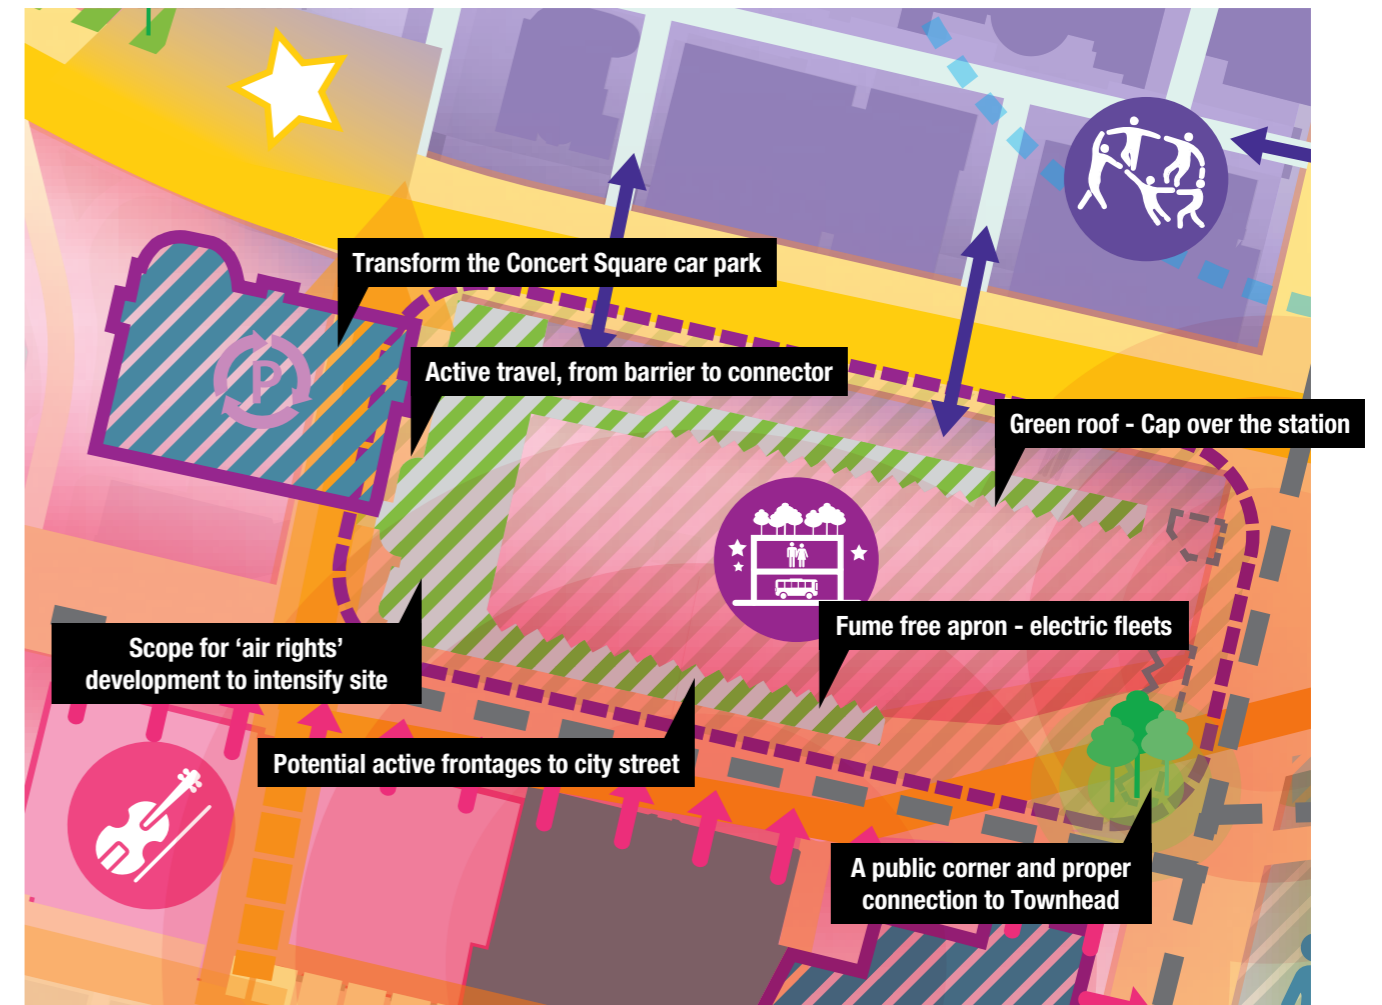 Transform the Concert Square car park
Active travel, from barrier to connector
Green roof - Cap over the station
P
Fume free apron - electric fleets
Scope for ‘air rights’
development to intensify site
Potential active frontages to city street
A public corner and proper
connection to Townhead